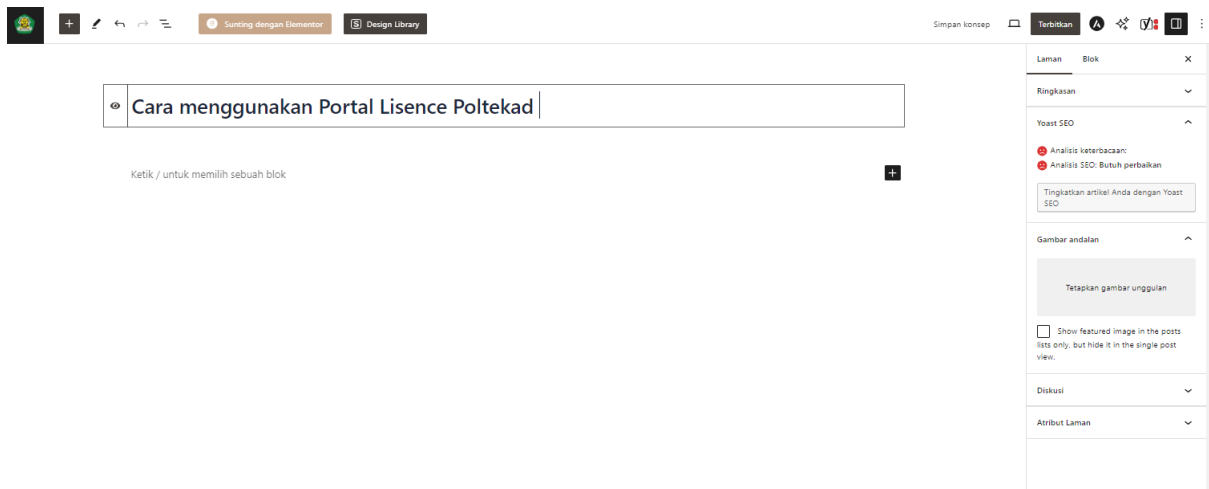 Sunting dengan Elementor
S Design Library
Simpan konsep
Terbitkan
Laman Blok
Cara menggunakan Portal Lisence Poltekad
Ketik / untuk memilih sebuah blok
Ringkasan
Yoast SEO
Analisis keterbacaan:
Analisis SEO: Butuh perbaikan
Tingkatkan artikel Anda dengan Yoast
SEO
Gambar andalan
Tetapkan gambar unggulan
Show featured image in the posts
lists only, but hide it in the single post
view.
Diskusi
Atribut Laman